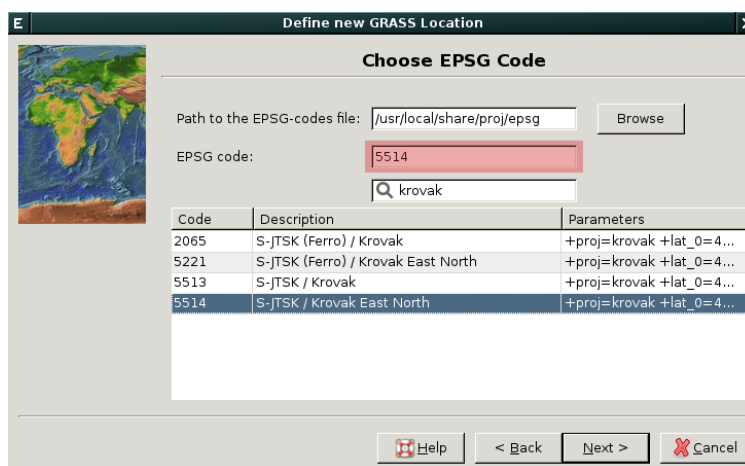 Define new GRASS Location
Choose EPSG Code
Path to the EPSG-codes file: /usr/local/share/proj/epsg Browse
EPSG code: 5514
krovak
Code Description Parameters
2065 S-JTSK (Ferro) / Krovak +proj=krovak +lat_0=4...
5221 S-JTSK (Ferro) / Krovak East North +proj=krovak +lat_0=4...
5513 S-JTSK / Krovak +proj=krovak +lat_0=4...
5514 S-JTSK / Krovak East North +proj=krovak +lat_0=4...
Help < Back Next > Cancel